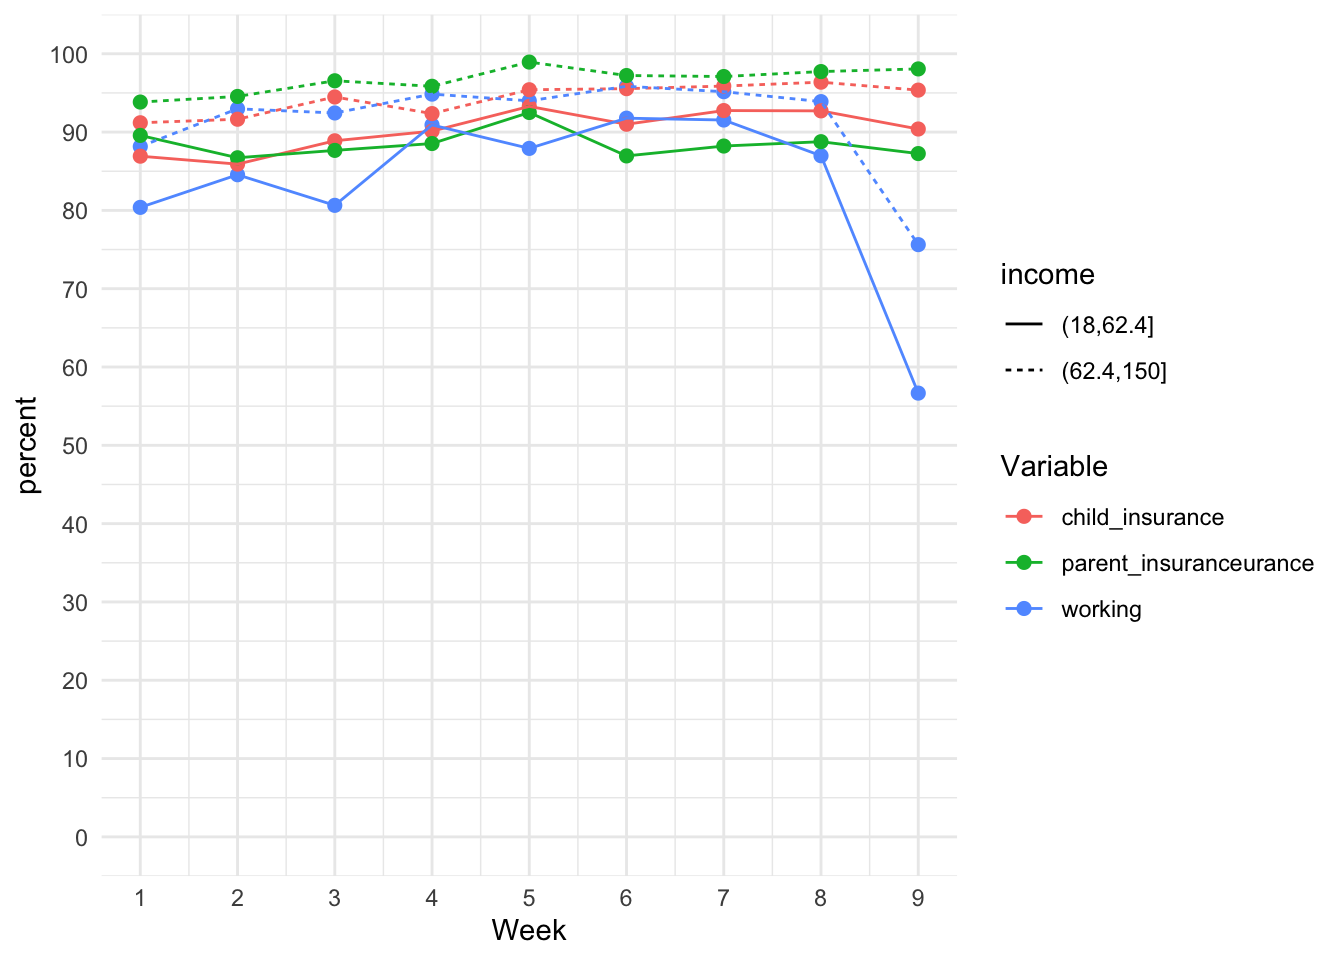 100
90
80
70
60
50
40
30
20
10
0
percent
1 2 3 4 5 6 7 8 9
Week
income
(18,62.4]
(62.4,150]
Variable
child_insurance
parent_insuranceurance
working